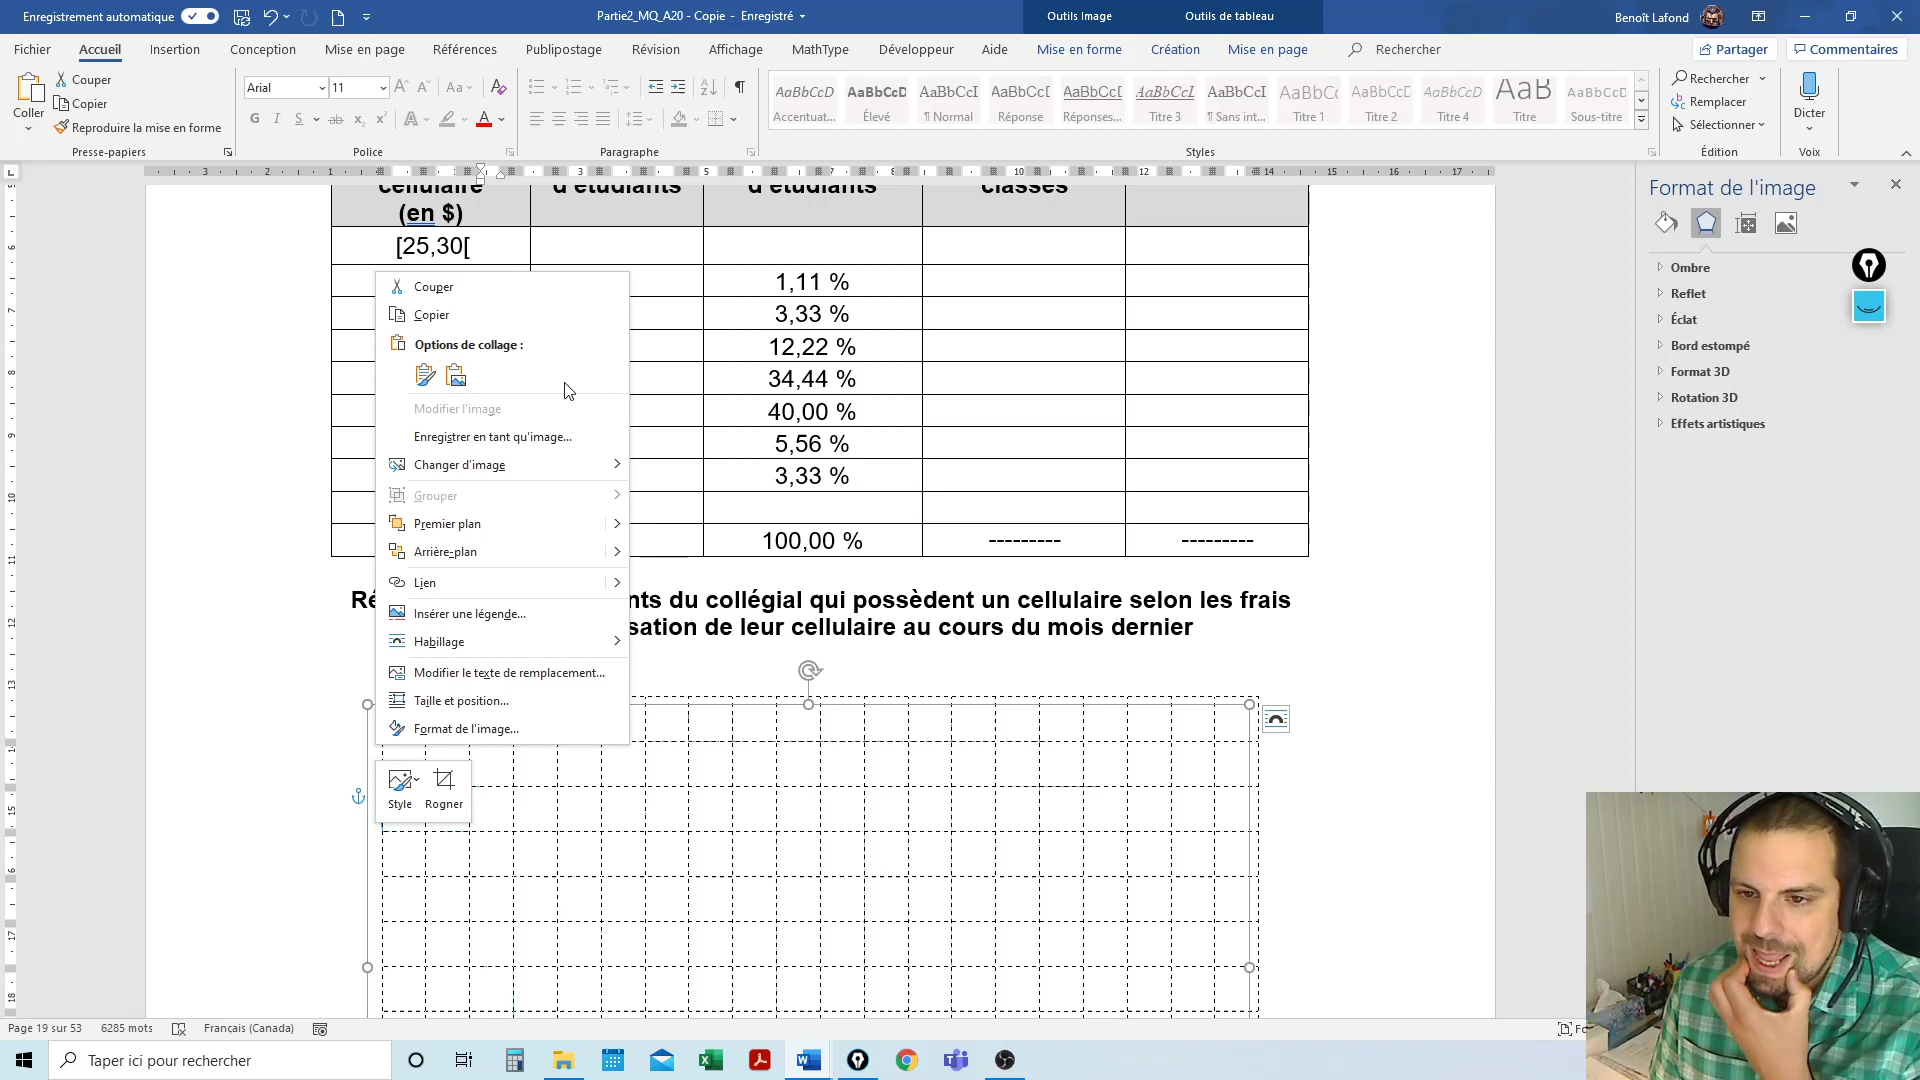 Enregistrement automatique
Partie2_MQ_A20 - Copie - Enregistré
Outils Image
Outils de tableau
Benoît Lafond
Fichier
Accueil
Insertion
Conception
Mise en page
Références
Publipostage
Révision
Affichage
MathType
Développeur
Aide
Mise en forme
Création
Mise en page
Rechercher
Partager
Commentaires
Coller
Couper
Copier
Reproduire la mise en forme
Presse-papiers
Arial
11
Aa
G I S ab x₂ x²
Police
Paragraphe
AaBbCcD
Accentuat...
AaBbCcD
Élevé
AaBbCcI
¶ Normal
AaBbCcI
Réponse
AaBbCcI
Réponses...
AaBbCcI
Titre 3
AaBbCcI
¶ Sans int...
AaBbCc
Titre 1
AaBbCcD
Titre 2
AaBbCcD
Titre 4
AaB
Titre
AaBbCcD
Sous-titre
Styles
Rechercher
Remplacer
Sélectionner
Édition
Dicter
Voix
cellulaire
(en $)
d'étudiants
d'étudiants
classes
[25,30[
1,11 %
3,33 %
12,22 %
34,44 %
40,00 %
5,56 %
3,33 %
100,00 %
---------
---------
Couper
Copier
Options de collage :
Modifier l'image
Enregistrer en tant qu'image...
Changer d'image
Grouper
Premier plan
Arrière-plan
Lien
Insérer une légende...
Habillage
Modifier le texte de remplacement...
Taille et position...
Format de l'image...
Style
Rogner
du collégial qui possèdent un cellulaire selon les frais
de leur cellulaire au cours du mois dernier
Format de l'image
Ombre
Reflet
Éclat
Bord estompé
Format 3D
Rotation 3D
Effets artistiques
Page 19 sur 53
6285 mots
Français (Canada)
Taper ici pour rechercher